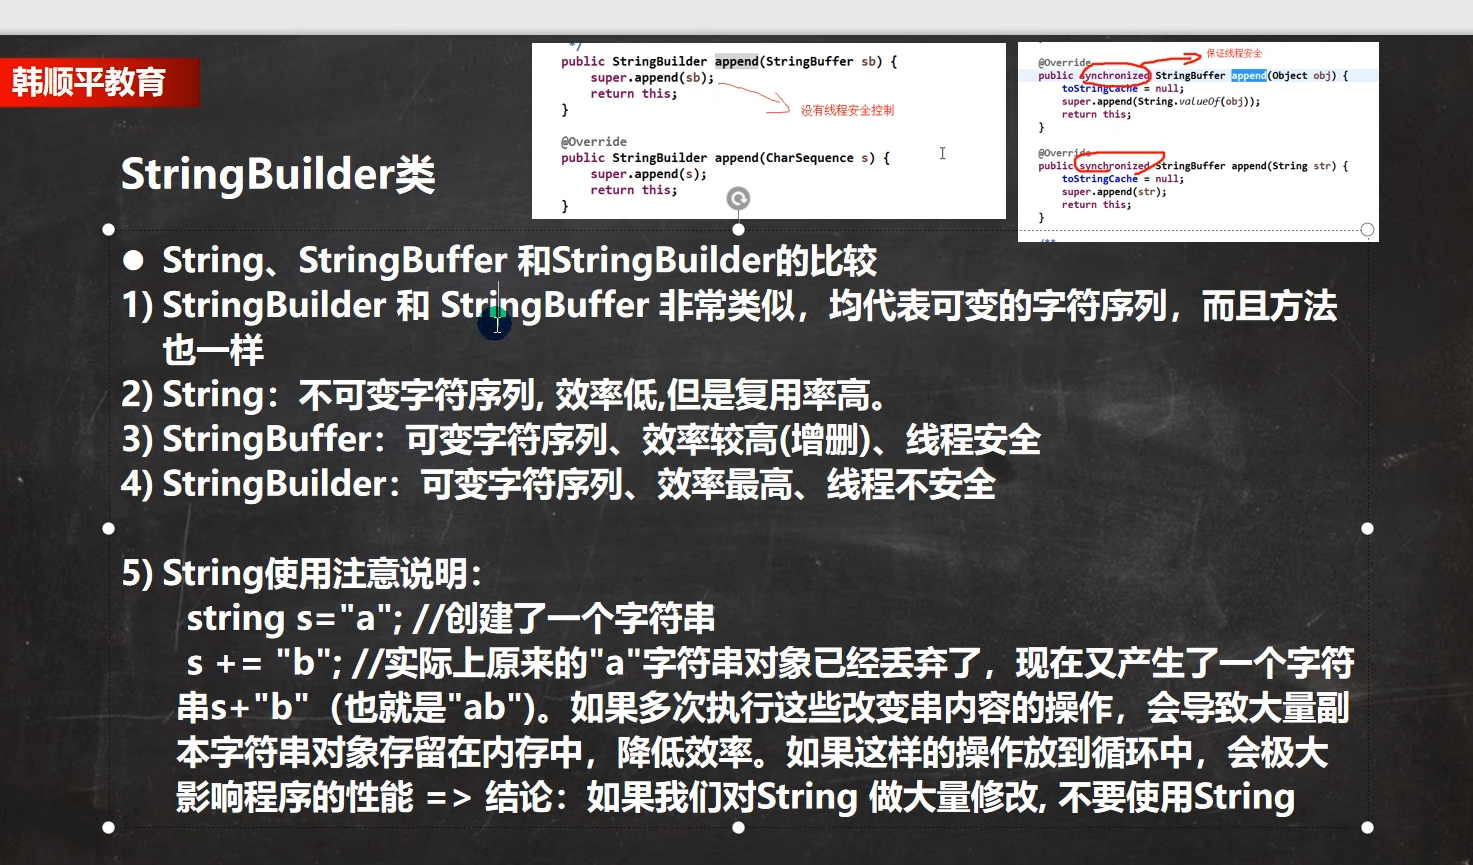 韩顺平教育
*/
public StringBuilder append(StringBuffer sb) {
super.append(sb);
return this;
}
没有线程安全控制
@Override
public StringBuilder append(CharSequence s) {
super.append(s);
return this;
}
保证线程安全
@Override
public synchronized StringBuffer append(Object obj) {
toStringCache = null;
super.append(String.valueOf(obj));
return this;
}
@Override
public synchronized StringBuffer append(String str) {
toStringCache = null;
super.append(str);
return this;
}
/**
StringBuilder类
● String、StringBuffer 和StringBuilder的比较
1) StringBuilder 和 StringBuffer 非常类似，均代表可变的字符序列，而且方法
也一样
2) String：不可变字符序列, 效率低,但是复用率高。
3) StringBuffer：可变字符序列、效率较高(增删)、线程安全
4) StringBuilder：可变字符序列、效率最高、线程不安全
5) String使用注意说明：
string s="a"; //创建了一个字符串
s += "b"; //实际上原来的"a"字符串对象已经丢弃了，现在又产生了一个字符
串s+"b"（也就是"ab")。如果多次执行这些改变串内容的操作，会导致大量副
本字符串对象存留在内存中，降低效率。如果这样的操作放到循环中，会极大
影响程序的性能 => 结论：如果我们对String 做大量修改, 不要使用String